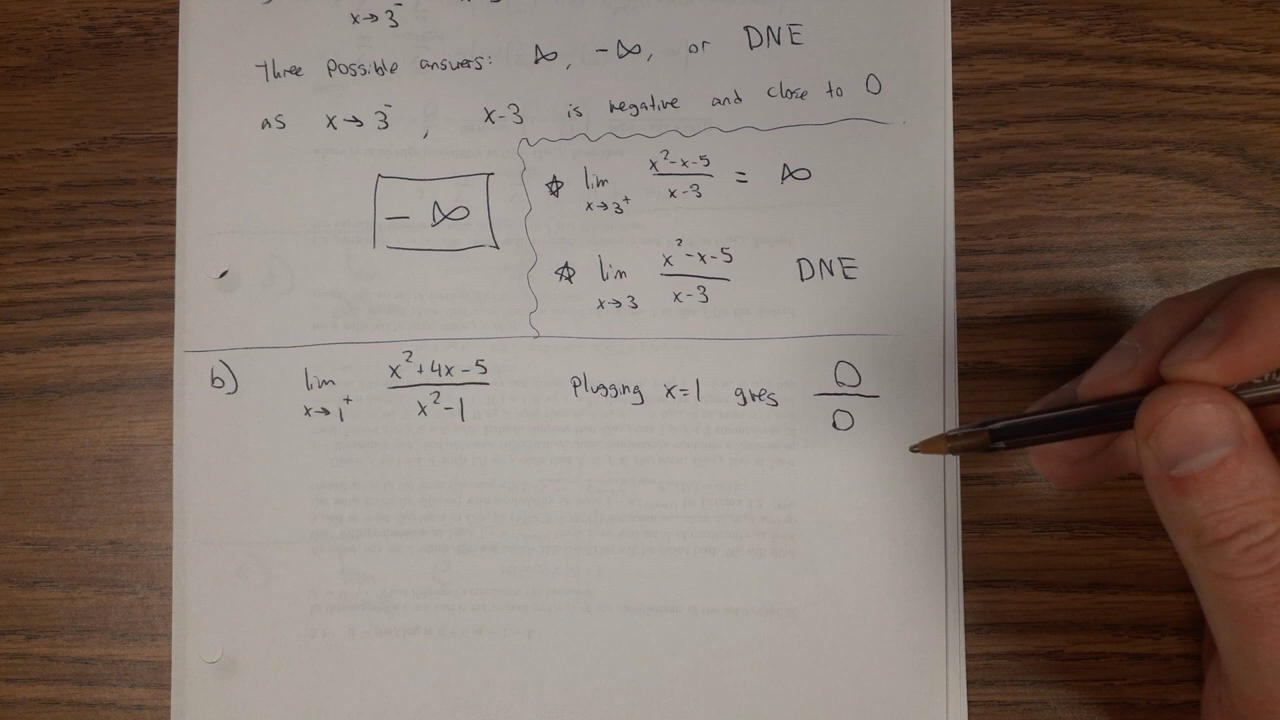 x→3⁻
Three possible answers: ∞, -∞, or DNE
as x→3⁻, x-3 is negative and close to 0
- ∞
☆ lim x→3⁺ (x²-x-5)/(x-3) = ∞
☆ lim x→3 (x²-x-5)/(x-3) DNE
b) lim x→1⁺ (x²+4x-5)/(x²-1) Plugging x=1 gives 0/0